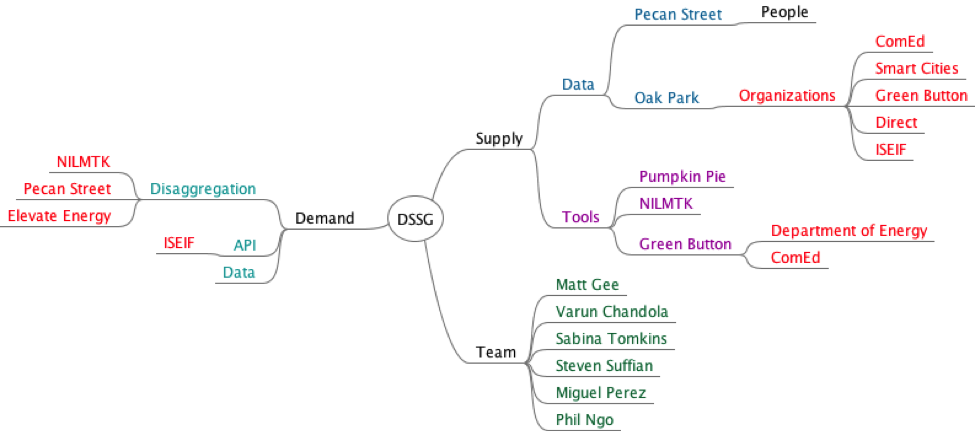 DSSG
Demand
Disaggregation
NILMTK
Pecan Street
Elevate Energy
API
ISEIF
Data
Supply
Data
Pecan Street
People
Oak Park
Organizations
ComEd
Smart Cities
Green Button
Direct
ISEIF
Tools
Pumpkin Pie
NILMTK
Green Button
Department of Energy
ComEd
Team
Matt Gee
Varun Chandola
Sabina Tomkins
Steven Suffian
Miguel Perez
Phil Ngo